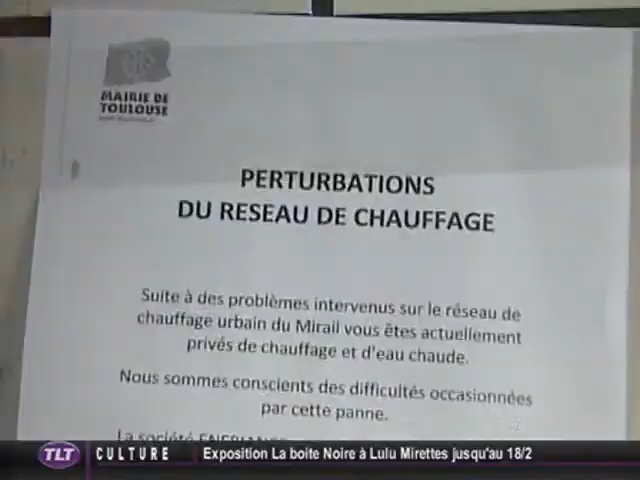 MAIRIE DE
TOULOUSE
PERTURBATIONS
DU RESEAU DE CHAUFFAGE
Suite à des problèmes intervenus sur le réseau de
chauffage urbain du Mirail vous êtes actuellement
privés de chauffage et d'eau chaude.
Nous sommes conscients des difficultés occasionnées
par cette panne.
La société
TLT CULTURE Exposition La boite Noire à Lulu Mirettes jusqu'au 18/2